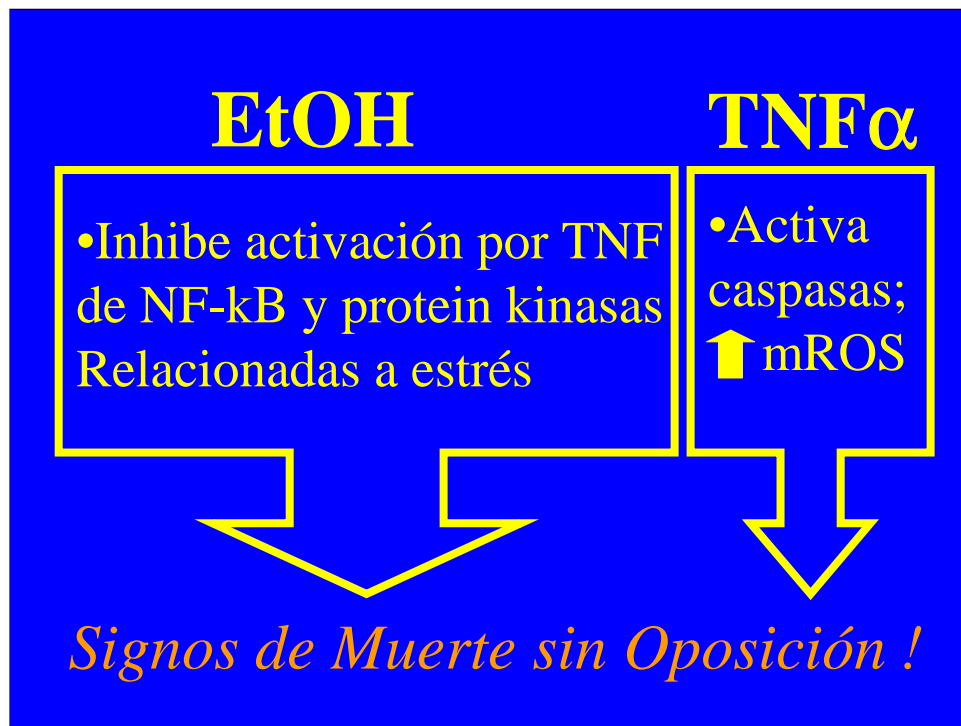 EtOH
•Inhibe activación por TNF
de NF-kB y protein kinasas
Relacionadas a estrés
TNFα
•Activa
caspasas;
mROS
Signos de Muerte sin Oposición !